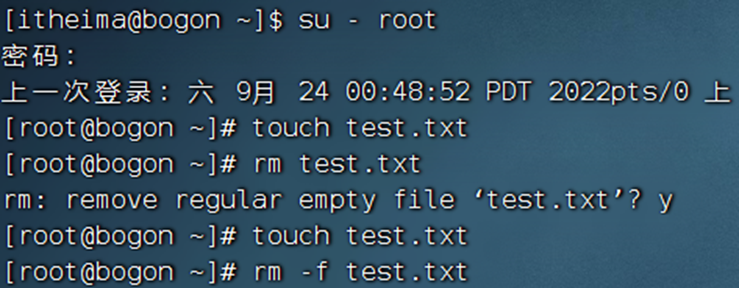 [itheima@bogon ~]$ su - root
密码：
上一次登录：六 9月 24 00:48:52 PDT 2022pts/0 上
[root@bogon ~]# touch test.txt
[root@bogon ~]# rm test.txt
rm: remove regular empty file ‘test.txt’? y
[root@bogon ~]# touch test.txt
[root@bogon ~]# rm -f test.txt